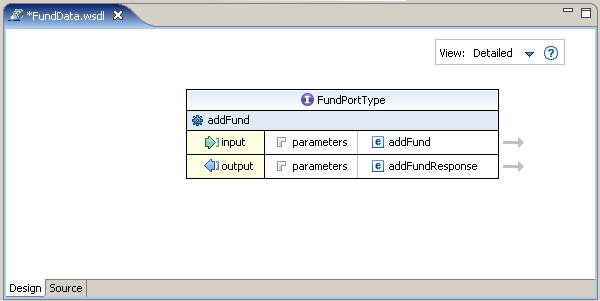 *FundData.wsdl
View: Detailed ?
I FundPortType
addFund
input parameters e addFund
output parameters e addFundResponse
Design Source